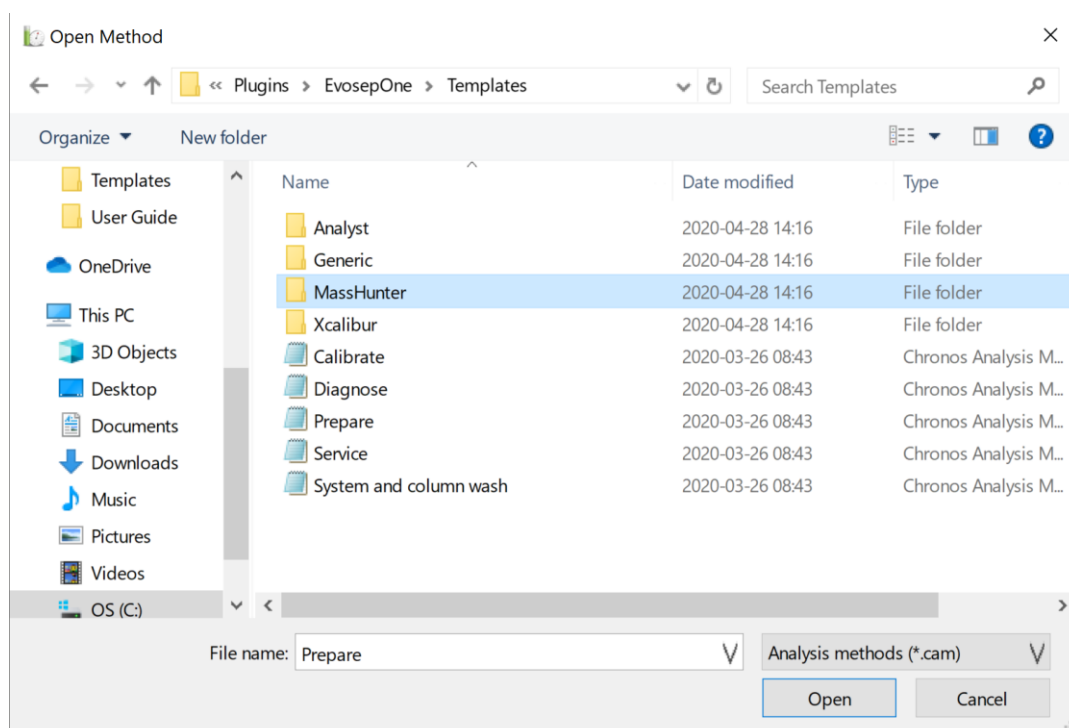 Open Method
« Plugins > EvosepOne > Templates
Search Templates
Organize New folder
Templates
User Guide
OneDrive
This PC
3D Objects
Desktop
Documents
Downloads
Music
Pictures
Videos
OS (C:)
Name Date modified Type
Analyst 2020-04-28 14:16 File folder
Generic 2020-04-28 14:16 File folder
MassHunter 2020-04-28 14:16 File folder
Xcalibur 2020-04-28 14:16 File folder
Calibrate 2020-03-26 08:43 Chronos Analysis M...
Diagnose 2020-03-26 08:43 Chronos Analysis M...
Prepare 2020-03-26 08:43 Chronos Analysis M...
Service 2020-03-26 08:43 Chronos Analysis M...
System and column wash 2020-03-26 08:43 Chronos Analysis M...
File name: Prepare
Analysis methods (*.cam)
Open Cancel